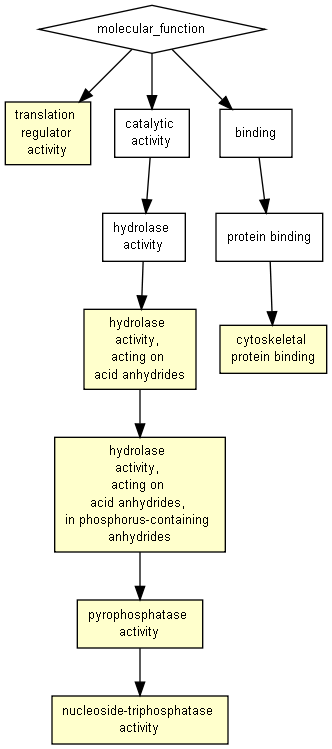 molecular_function
translation
regulator
activity
catalytic
activity
binding
hydrolase
activity
protein binding
hydrolase
activity,
acting on
acid anhydrides
cytoskeletal
protein binding
hydrolase
activity,
acting on
acid anhydrides,
in phosphorus-containing
anhydrides
pyrophosphatase
activity
nucleoside-triphosphatase
activity